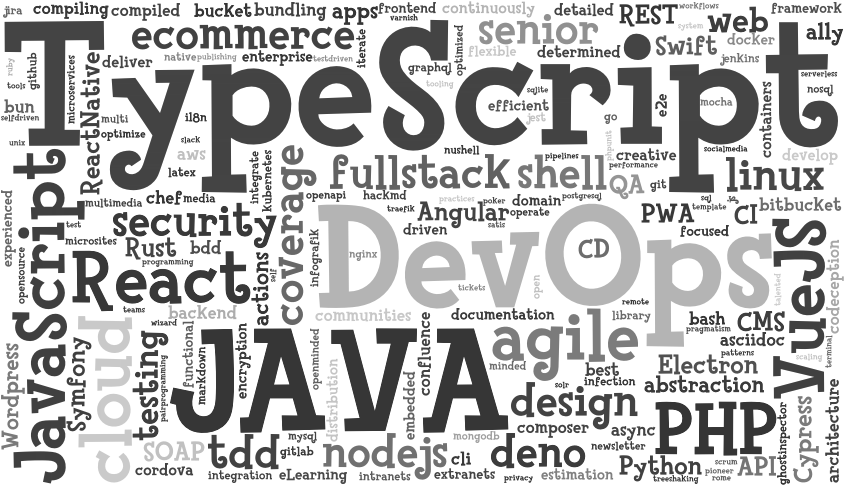 jira
compiling
compiled
bucket
bundling
apps
frontend
varnish
continuously
detailed
REST
workflows
system
web
framework
ally
ecommerce
iterate
optimized
senior
flexible
determined
Swift
docker
jenkins
ruby
tools
github
microservices
deliver
native
publishing
enterprise
testdriven
graphql
tooling
serverless
nosql
TypeScript
bun
selfdriven
unix
ReactNative
multi
optimize
il8n
slack
aws
latex
sqlite
efficient
jest
go
e2e
mocha
containers
phpunit
socialmedia
nushell
pipelines
creative
performance
develop
integrate
kubernetes
coverage
fullstack
shell
QA
git
linux
experienced
JavaScript
multimedia
chef
media
openapi
hackmd
practices
poker
domain
postgresql
sql
template
bitbucket
test
security
traefik
Angular
operate
satis
driven
PWA
CI
focused
microsites
Rust
bdd
programming
infografik
nginx
DevOps
CD
VueJS
opensource
React
actions
self
tickets
open
remote
talented
codeception
teams
backend
communities
documentation
library
bash
pragmatism
CMS
asciidoc
patterns
terminal
scaling
wizard
cloud
testing
pairprogramming
functional
markdown
encryption
JAVA
openminded
distribution
embedded
confluence
agile
minded
best
infection
solr
Electron
abstraction
Wordpress
Symfony
design
composer
async
PHP
ghostinspector
Cypress
architecture
SOAP
cordova
tdd
integration
mysql
gitlab
eLearning
nodejs
intranets
mongodb
cli
extranets
deno
privacy
newsletter
estimation
Python
treeshaking
scrum
pioneer
rome
API